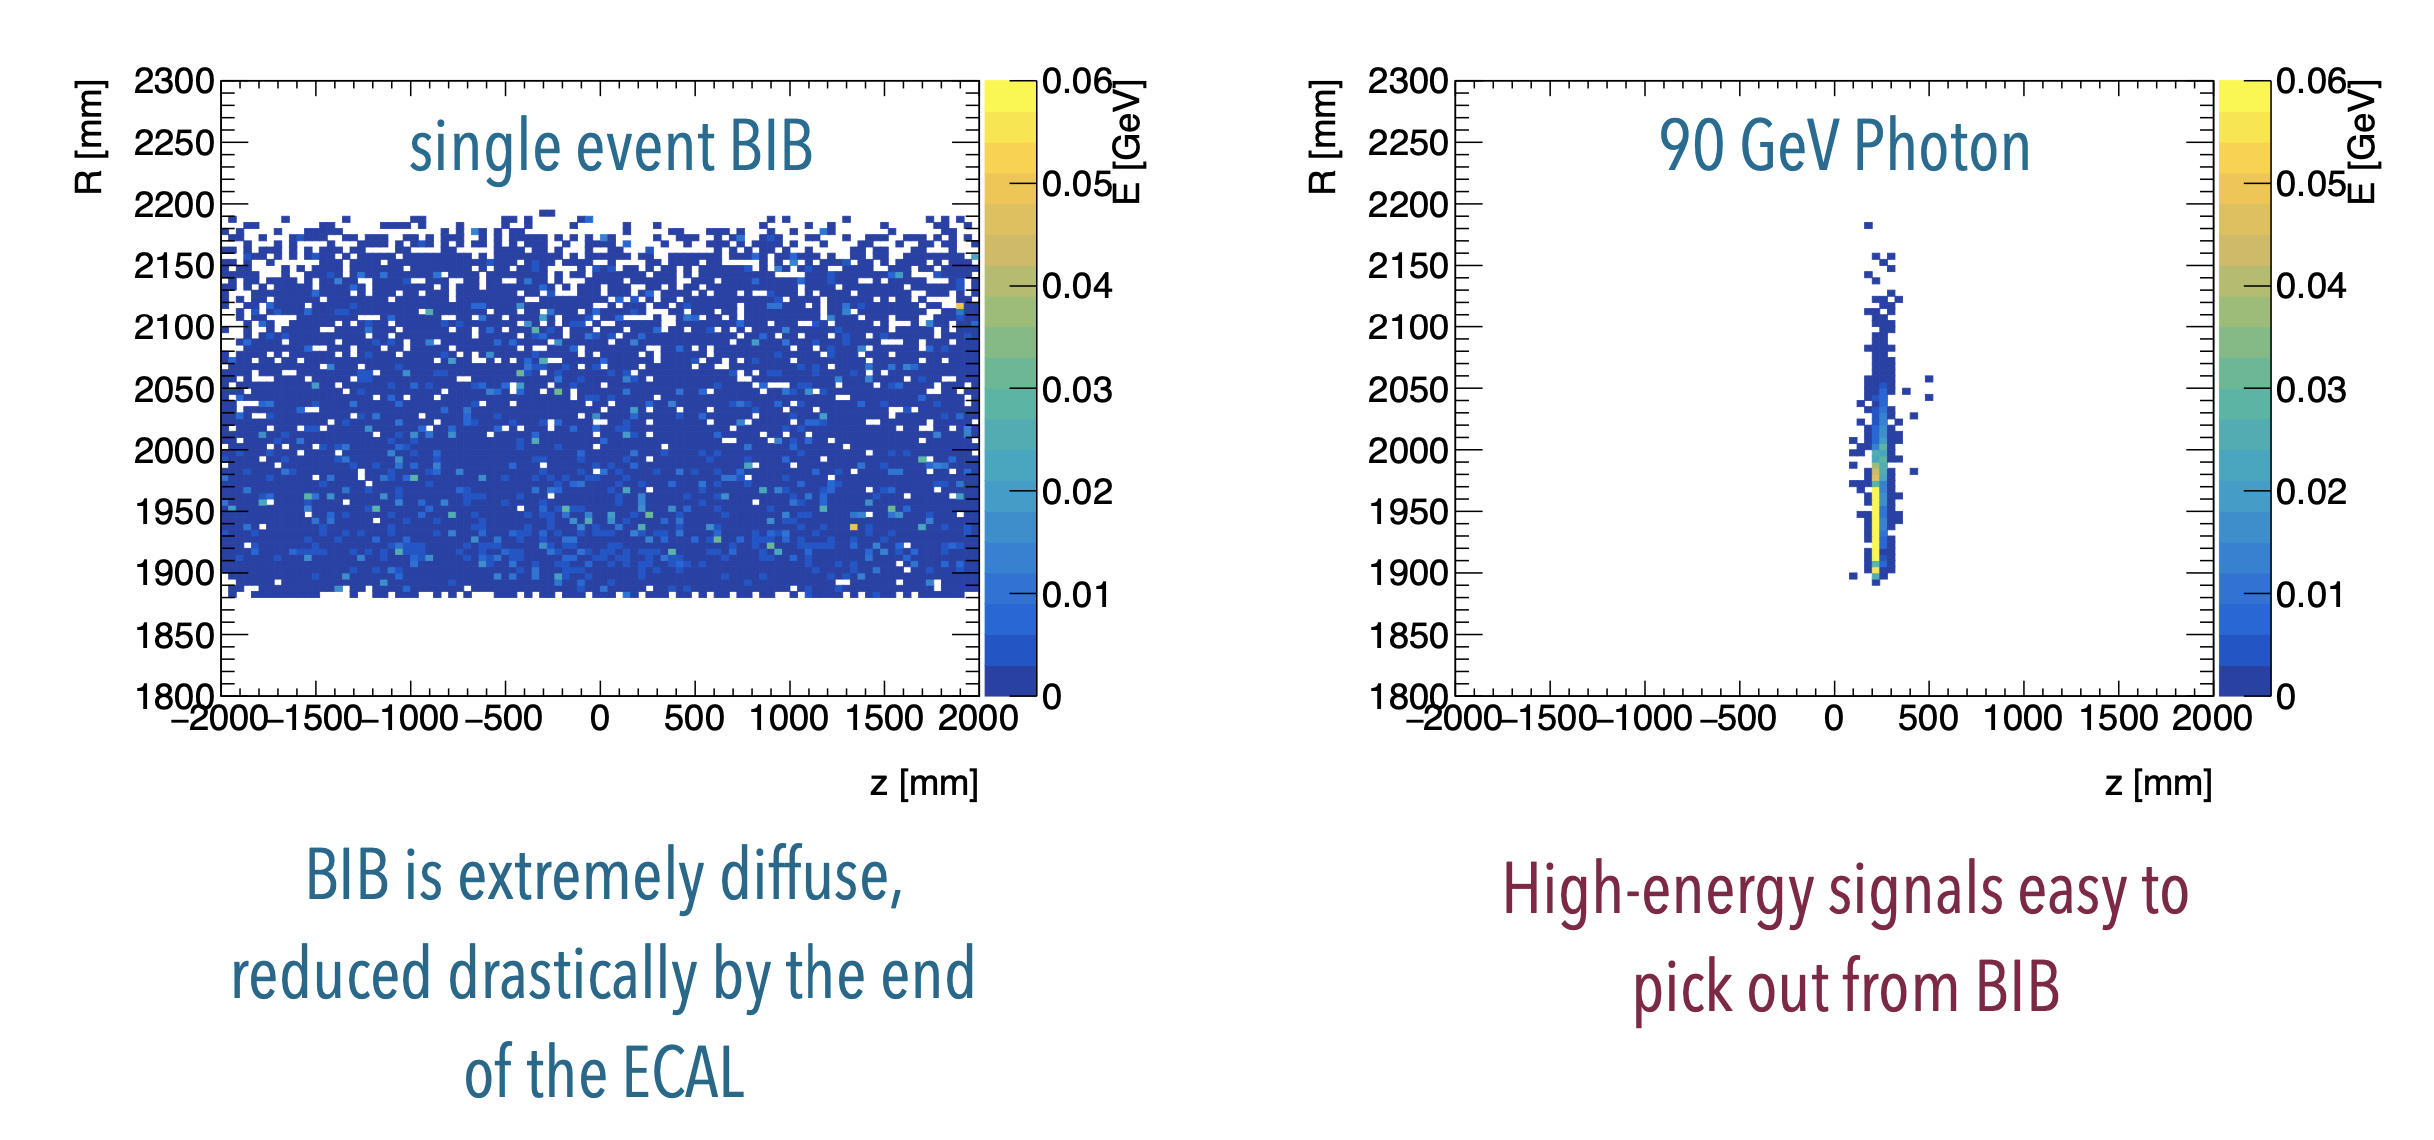 R [mm]
2300
2250
2200
2150
2100
2050
2000
1950
1900
1850
1800
single event BIB
−2000 −1500 −1000 −500 0 500 1000 1500 2000
z [mm]
0.06
0.05
0.04
0.03
0.02
0.01
0
E [GeV]
R [mm]
2300
2250
2200
2150
2100
2050
2000
1950
1900
1850
1800
90 GeV Photon
−2000 −1500 −1000 −500 0 500 1000 1500 2000
z [mm]
0.06
0.05
0.04
0.03
0.02
0.01
0
E [GeV]
BIB is extremely diffuse,
reduced drastically by the end
of the ECAL
High-energy signals easy to
pick out from BIB